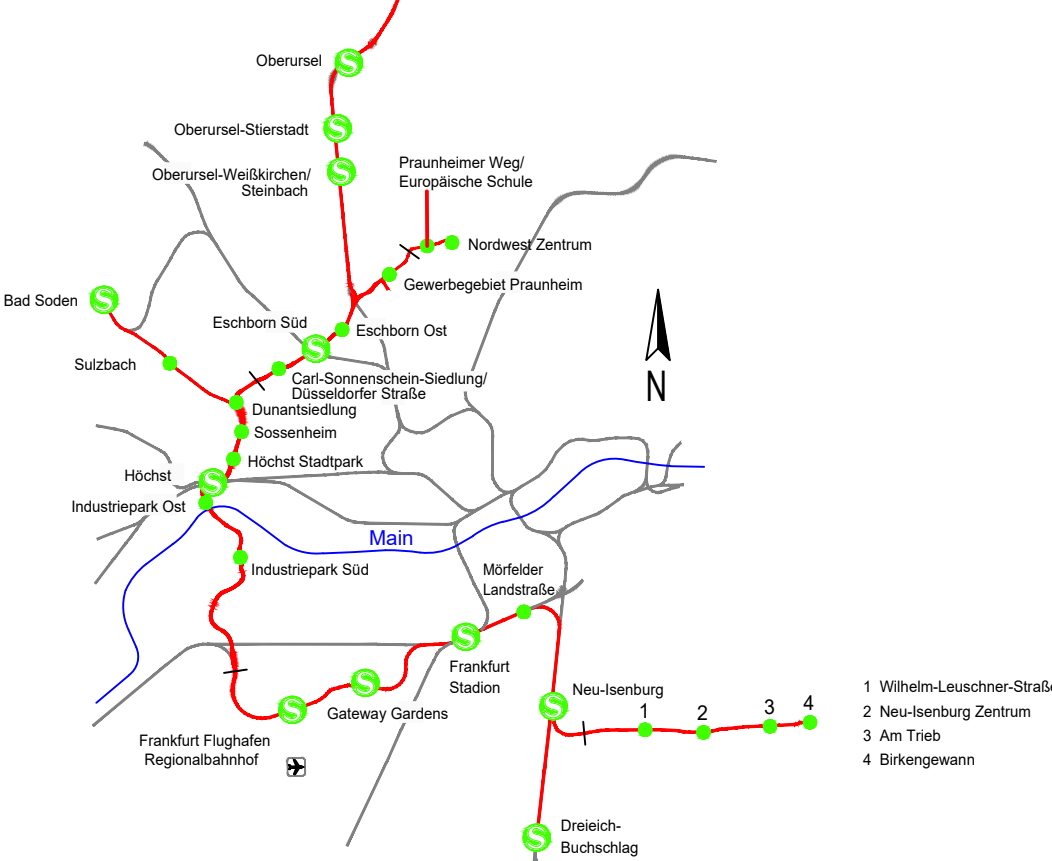 Oberursel
Oberursel-Stierstadt
Oberursel-Weißkirchen/
Steinbach
Praunheimer Weg/
Europäische Schule
Nordwest Zentrum
Gewerbegebiet Praunheim
Bad Soden
Eschborn Süd
Eschborn Ost
Sulzbach
Carl-Sonnenschein-Siedlung/
Düsseldorfer Straße
Dunantsiedlung
Sossenheim
Höchst Stadtpark
Höchst
Industriepark Ost
N
Main
Industriepark Süd
Mörfelder
Landstraße
Frankfurt
Stadion
Gateway Gardens
Frankfurt Flughafen
Regionalbahnhof
Neu-Isenburg
1
2
3
4
1 Wilhelm-Leuschner-Straße
2 Neu-Isenburg Zentrum
3 Am Trieb
4 Birkengewann
Dreieich-
Buchschlag
S
S
S
S
S
S
S
S
S
S
S